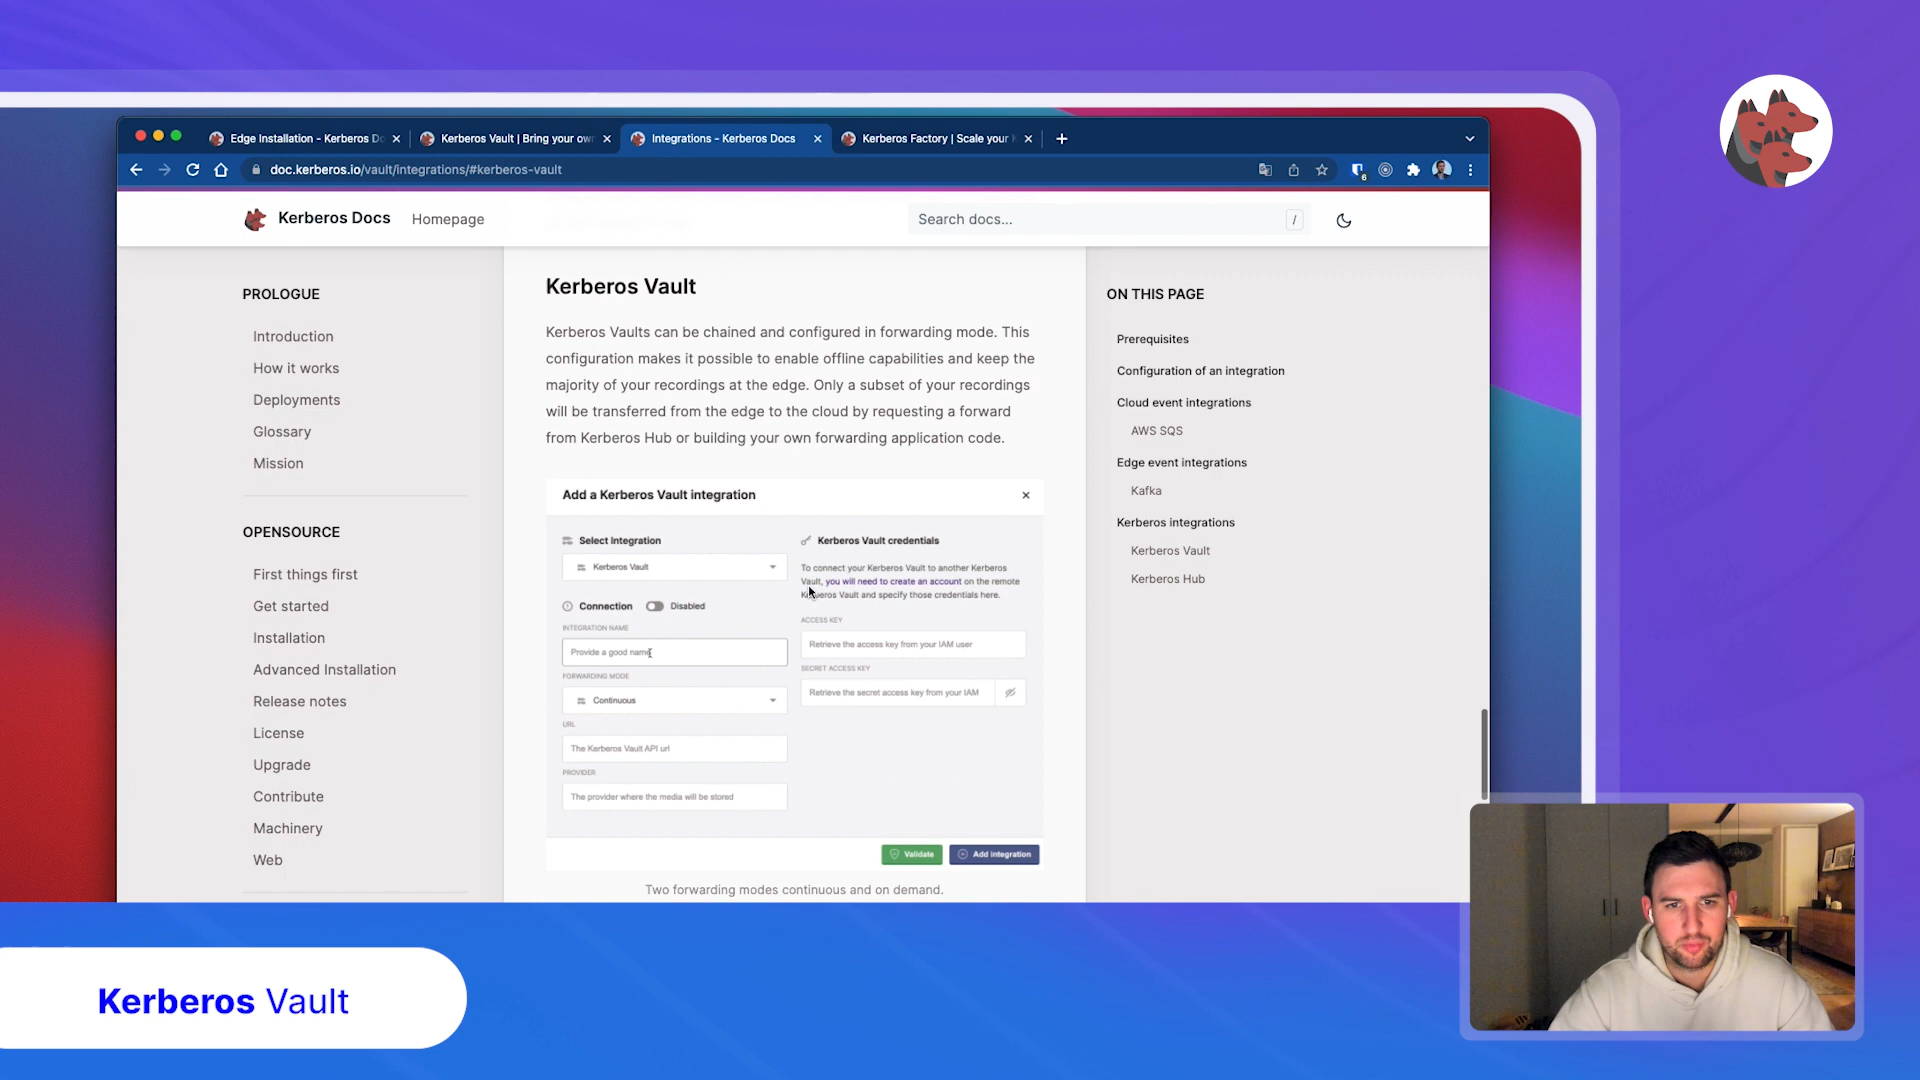 Edge Installation - Kerberos Do
Kerberos Vault | Bring your own
Integrations - Kerberos Docs
Kerberos Factory | Scale your
doc.kerberos.io/vault/integrations/#kerberos-vault
6
Kerberos Docs
Homepage
Search docs...
/
PROLOGUE
Introduction
How it works
Deployments
Glossary
Mission
OPENSOURCE
First things first
Get started
Installation
Advanced Installation
Release notes
License
Upgrade
Contribute
Machinery
Web
Kerberos Vault
Kerberos Vaults can be chained and configured in forwarding mode. This
configuration makes it possible to enable offline capabilities and keep the
majority of your recordings at the edge. Only a subset of your recordings
will be transferred from the edge to the cloud by requesting a forward
from Kerberos Hub or building your own forwarding application code.
Add a Kerberos Vault integration
Select Integration
Kerberos Vault
Connection
Disabled
INTEGRATION NAME
Provide a good name
FORWARDING MODE
Continuous
URL
The Kerberos Vault API url
PROVIDER
The provider where the media will be stored
Kerberos Vault credentials
To connect your Kerberos Vault to another Kerberos
Vault, you will need to create an account on the remote
Kerberos Vault and specify those credentials here.
ACCESS KEY
Retrieve the access key from your IAM user
SECRET ACCESS KEY
Retrieve the secret access key from your IAM
Validate
Add integration
Two forwarding modes continuous and on demand.
ON THIS PAGE
Prerequisites
Configuration of an integration
Cloud event integrations
AWS SQS
Edge event integrations
Kafka
Kerberos integrations
Kerberos Vault
Kerberos Hub
Kerberos Vault